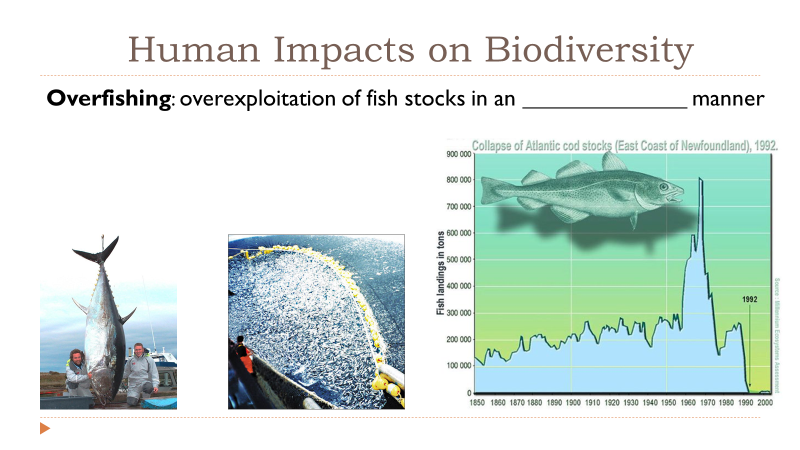 Human Impacts on Biodiversity
Overfishing: overexploitation of fish stocks in an ______________ manner
Collapse of Atlantic cod stocks (East Coast of Newfoundland), 1992.
Fish landings in tons
900 000
800 000
700 000
600 000
500 000
400 000
300 000
200 000
100 000
0
1992
1850 1860 1870 1880 1890 1900 1910 1920 1930 1940 1950 1960 1970 1980 1990 2000
Source: Millennium Ecosystems Assessment